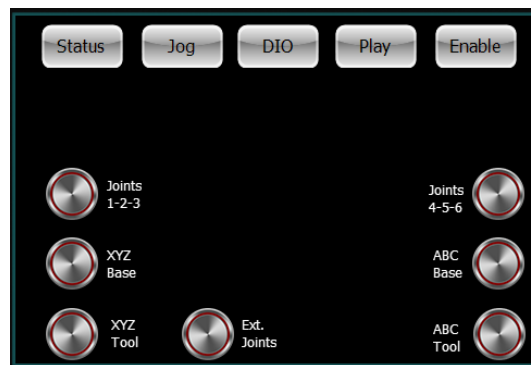 Status Jog DIO Play Enable
Joints
1-2-3
Joints
4-5-6
XYZ
Base
ABC
Base
XYZ
Tool
Ext.
Joints
ABC
Tool